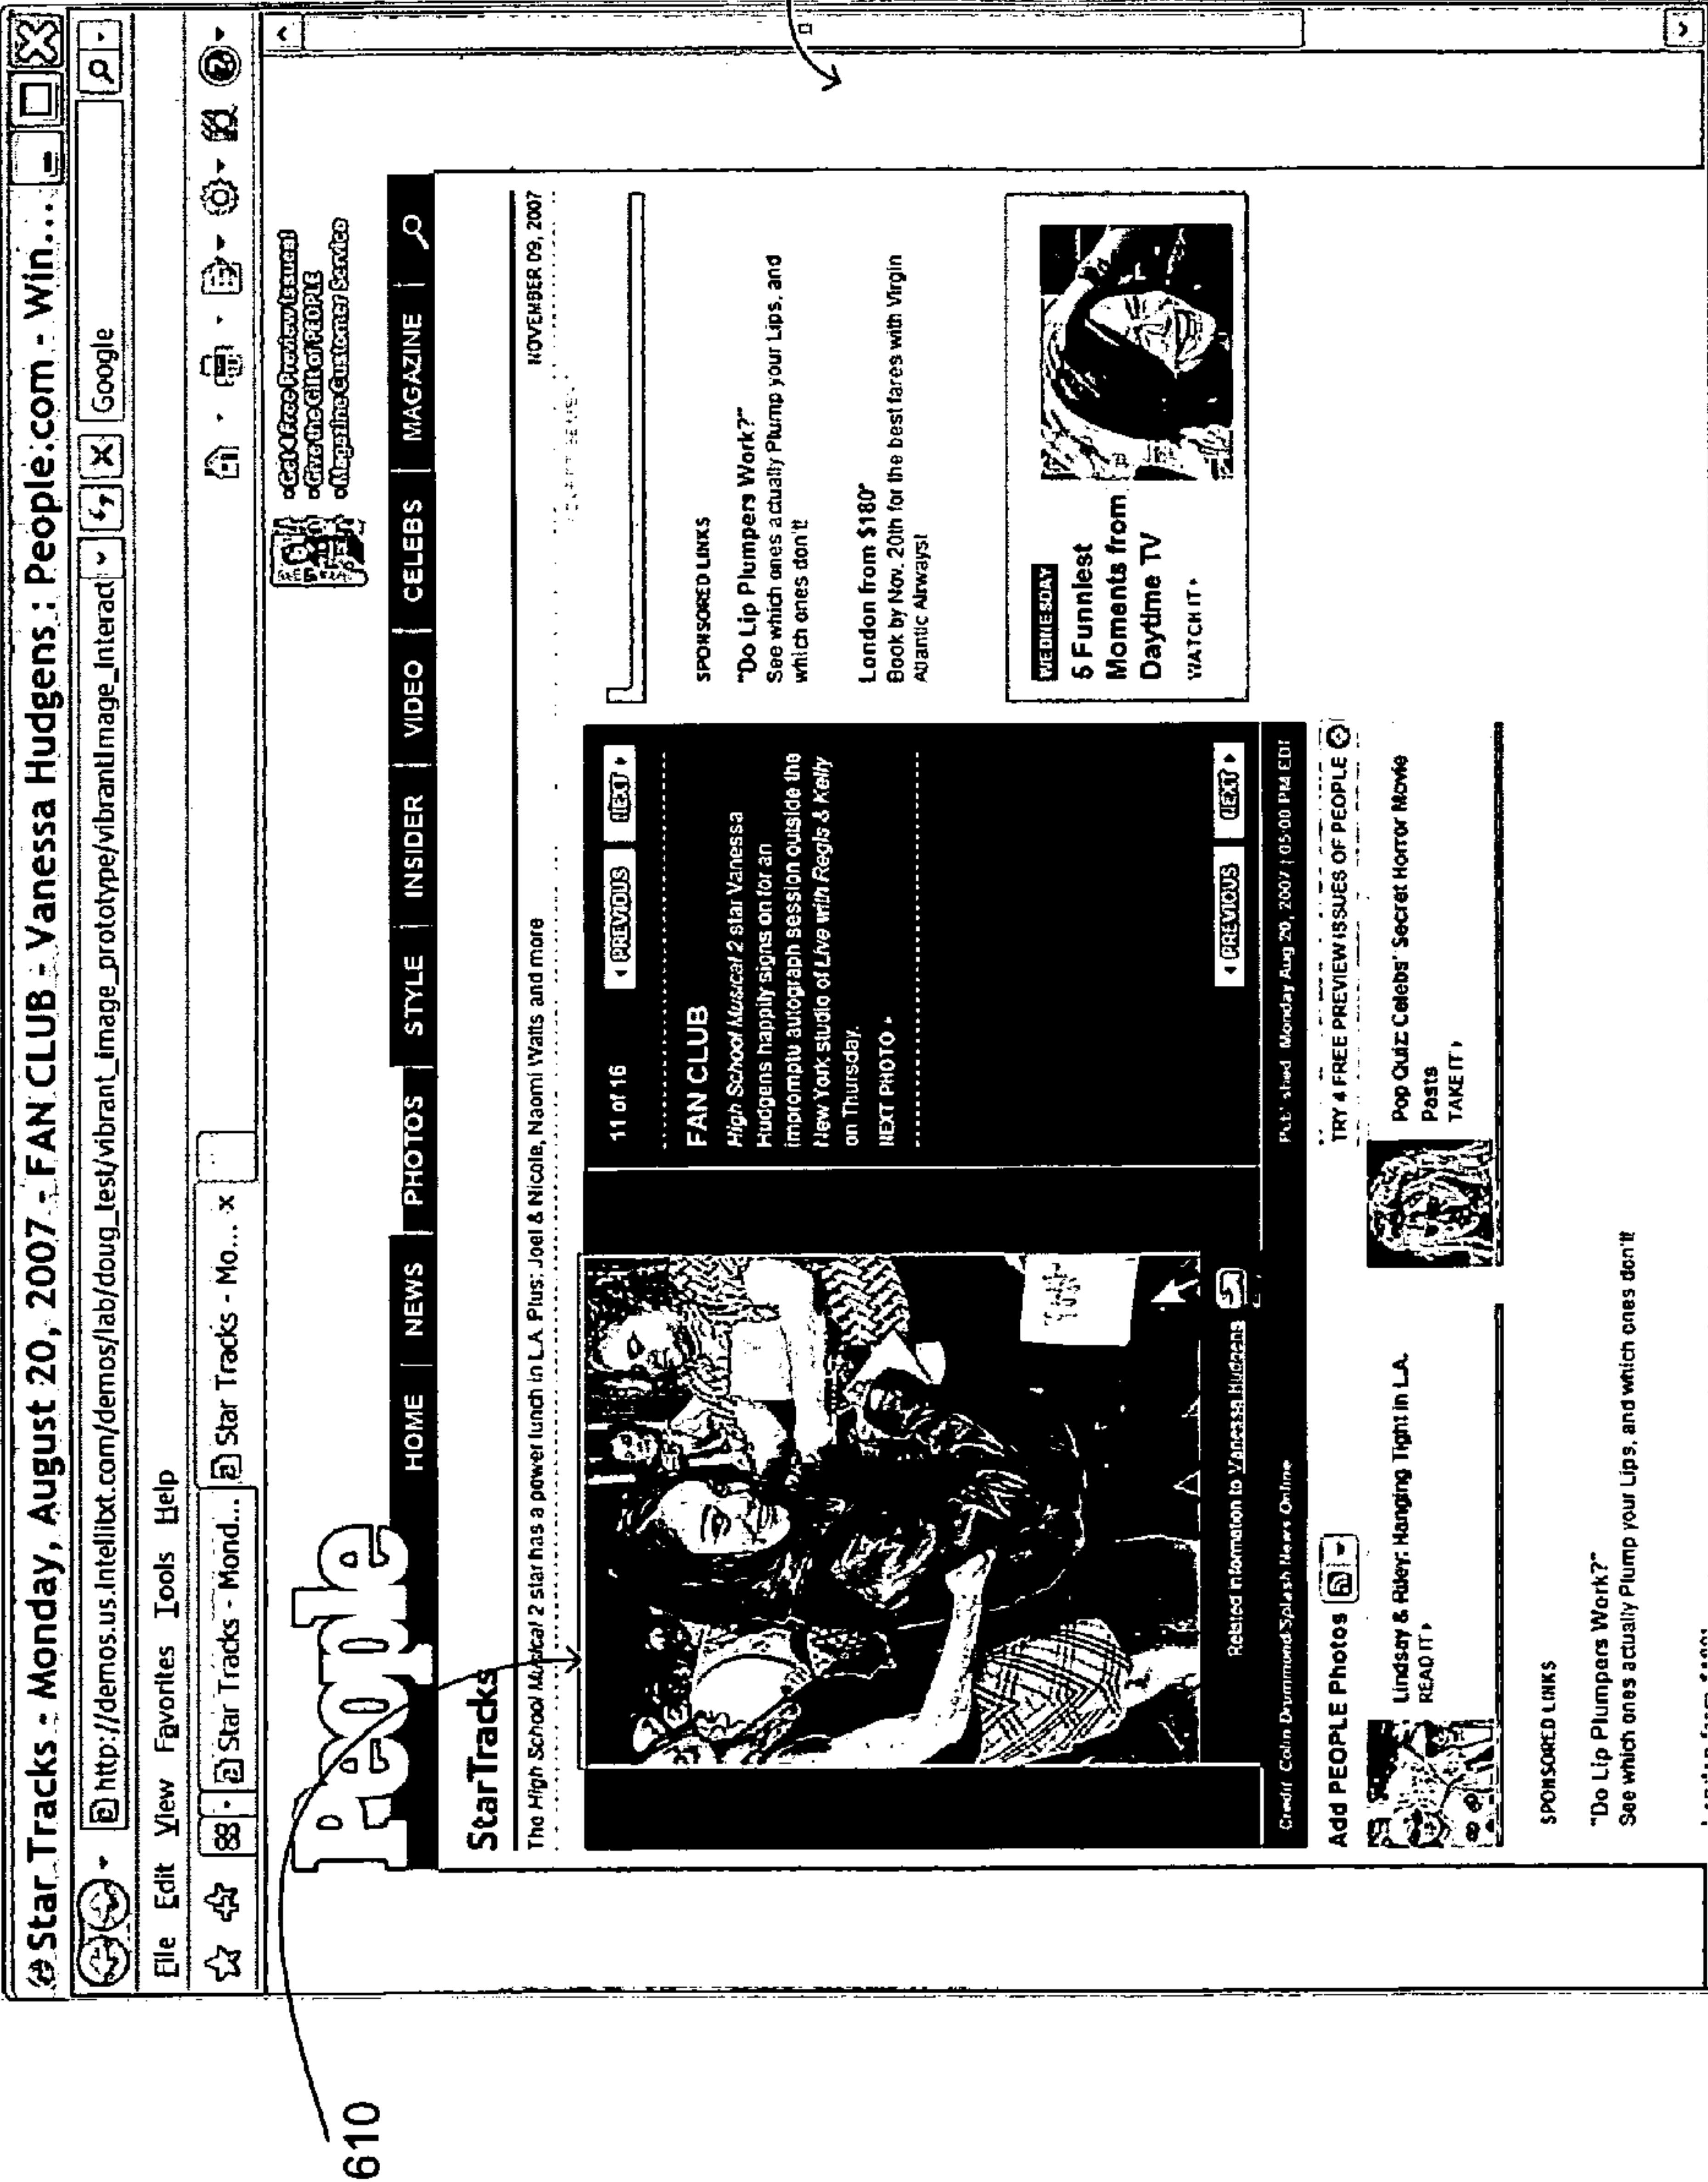 Star Tracks - Monday, August 20, 2007 - FAN CLUB - Vanessa Hudgens : People.com - Win...
http://demos.us.intellitxt.com/demos/lab/doug_test/vibrant_image_prototype/vibrantImage_interact
Google
File Edit View Favorites Tools Help
Star Tracks - Mond...
Star Tracks - Mo... x
People
• Get 4 Free Preview Issues!
• Give the Gift of PEOPLE
• Magazine Customer Service
HOME | NEWS | PHOTOS | STYLE | INSIDER | VIDEO | CELEBS | MAGAZINE |
StarTracks
The High School Musical 2 star has a power lunch in L.A. Plus: Joel & Nicole, Naomi Watts and more
NOVEMBER 09, 2007
11 of 16
PREVIOUS
NEXT
FAN CLUB
High School Musical 2 star Vanessa
Hudgens happily signs on for an
impromptu autograph session outside the
New York studio of Live with Regis & Kelly
on Thursday.
NEXT PHOTO
PREVIOUS
NEXT
Related information to Vanessa Hudgens
Credit Colin Drummond Splash News Online
Published Monday Aug 20, 2007 | 05:00 PM EDT
SPONSORED LINKS
"Do Lip Plumpers Work?"
See which ones actually Plump your Lips, and
which ones don't!
London from $180*
Book by Nov. 20th for the best fares with Virgin
Atlantic Airways!
WEDNESDAY
5 Funniest
Moments from
Daytime TV
WATCH IT
Add PEOPLE Photos
TRY 4 FREE PREVIEW ISSUES OF PEOPLE
Lindsay & Riley: Hanging Tight in L.A.
READ IT
Pop Quiz: Celebs' Secret Horror Movie
Pasts
TAKE IT
SPONSORED LINKS
"Do Lip Plumpers Work?"
See which ones actually Plump your Lips, and which ones don't!
610